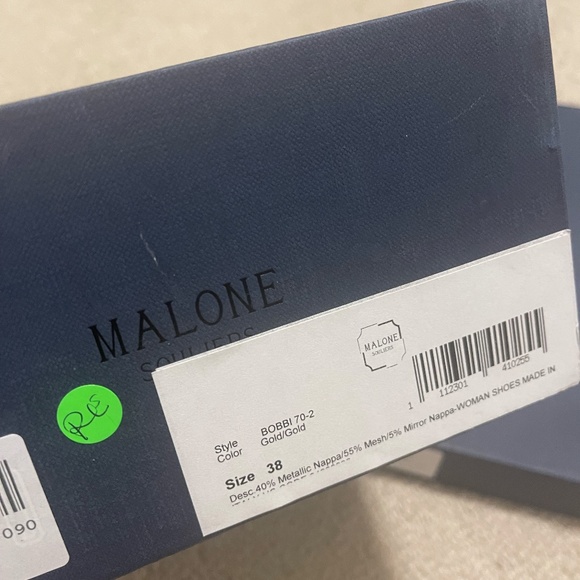 MALONE
SOULIERS
MALONE
SOULIERS
Style BOBBI 70-2
Color Gold/Gold
Size 38
1 112301 410255
Desc:40% Metallic Nappa/55% Mesh/5% Mirror Nappa-WOMAN SHOES MADE IN
090